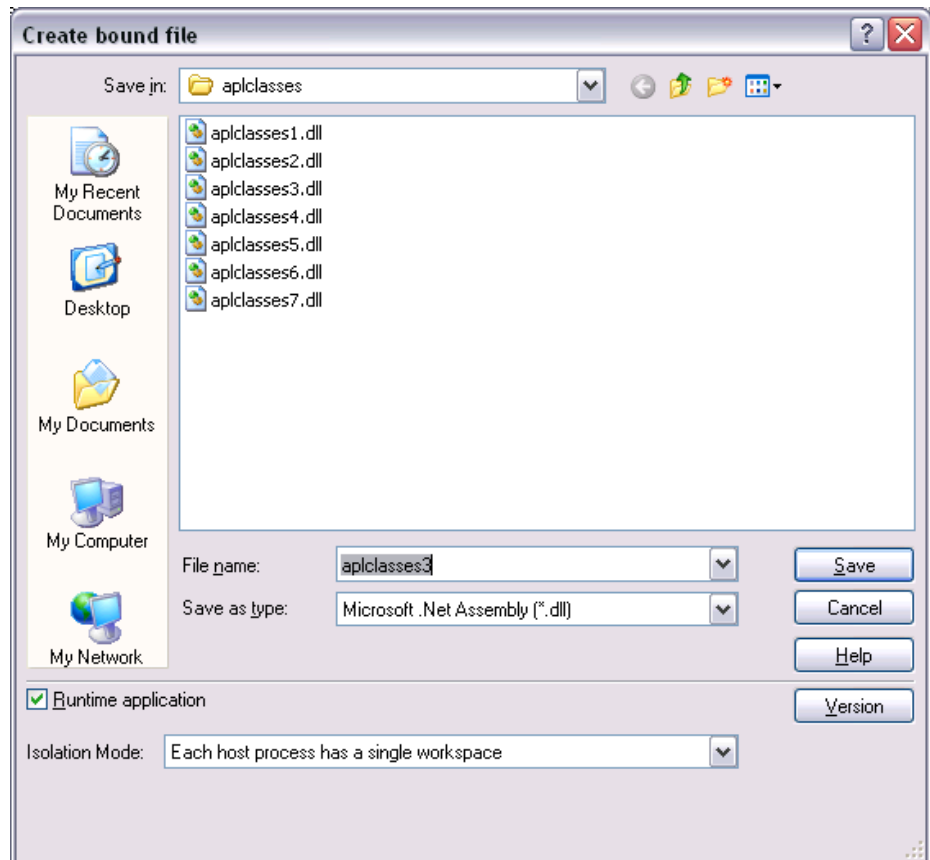 Create bound file
Save in: aplclasses
aplclasses1.dll
aplclasses2.dll
aplclasses3.dll
aplclasses4.dll
aplclasses5.dll
aplclasses6.dll
aplclasses7.dll
My Recent
Documents
Desktop
My Documents
My Computer
My Network
File name: aplclasses3 Save
Save as type: Microsoft .Net Assembly (*.dll) Cancel
Help
Runtime application Version
Isolation Mode: Each host process has a single workspace